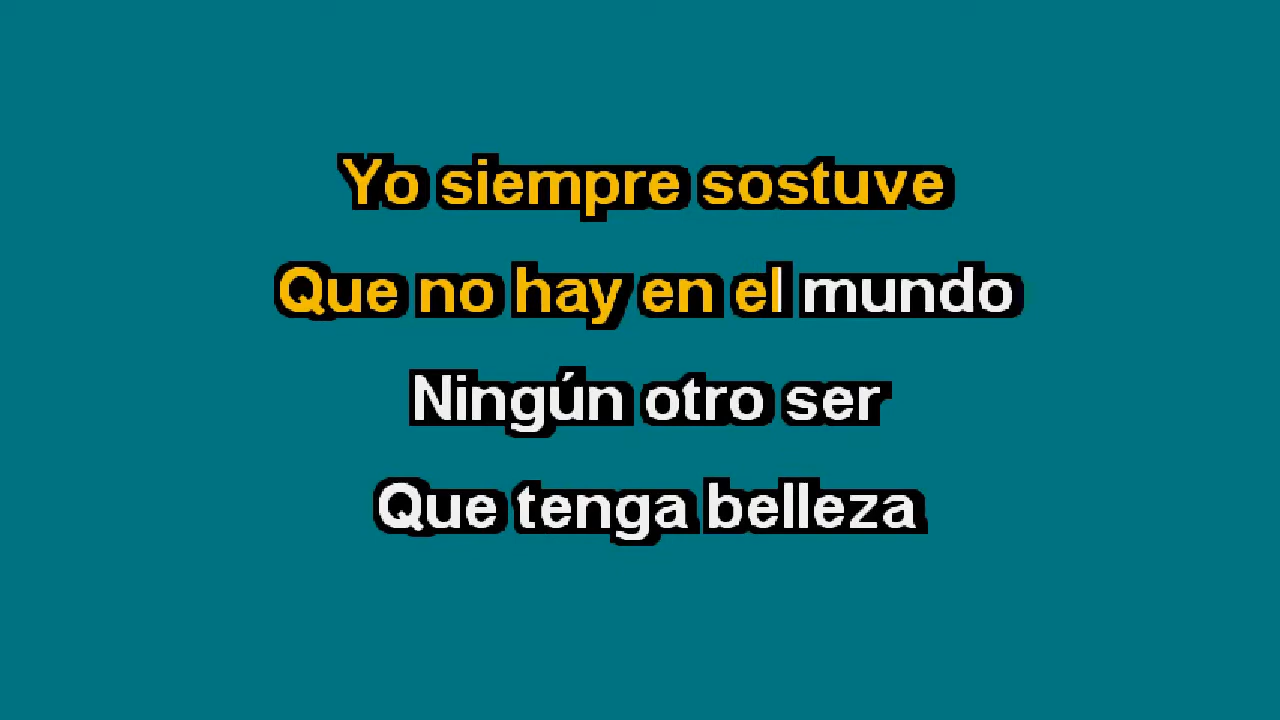 Yo siempre sostuve
Que no hay en el mundo
Ningún otro ser
Que tenga belleza